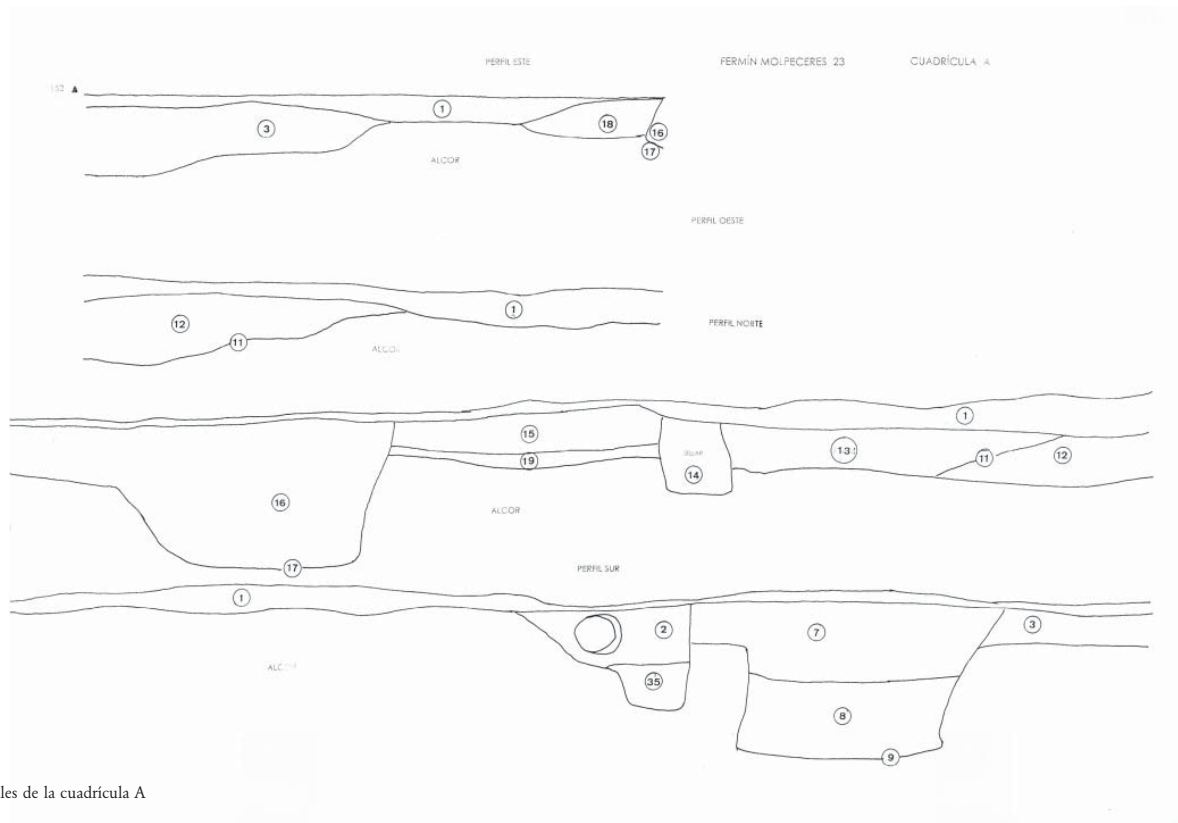 PERFIL ESTE
FERMÍN MOLPECERES 23
CUADRÍCULA A
152
1
3
18
16
17
ALCOR
PERFIL OESTE
1
12
11
ALCOR
PERFIL NORTE
1
15
13
11
12
19
14
16
ALCOR
17
PERFIL SUR
1
2
7
3
35
8
9
les de la cuadrícula A